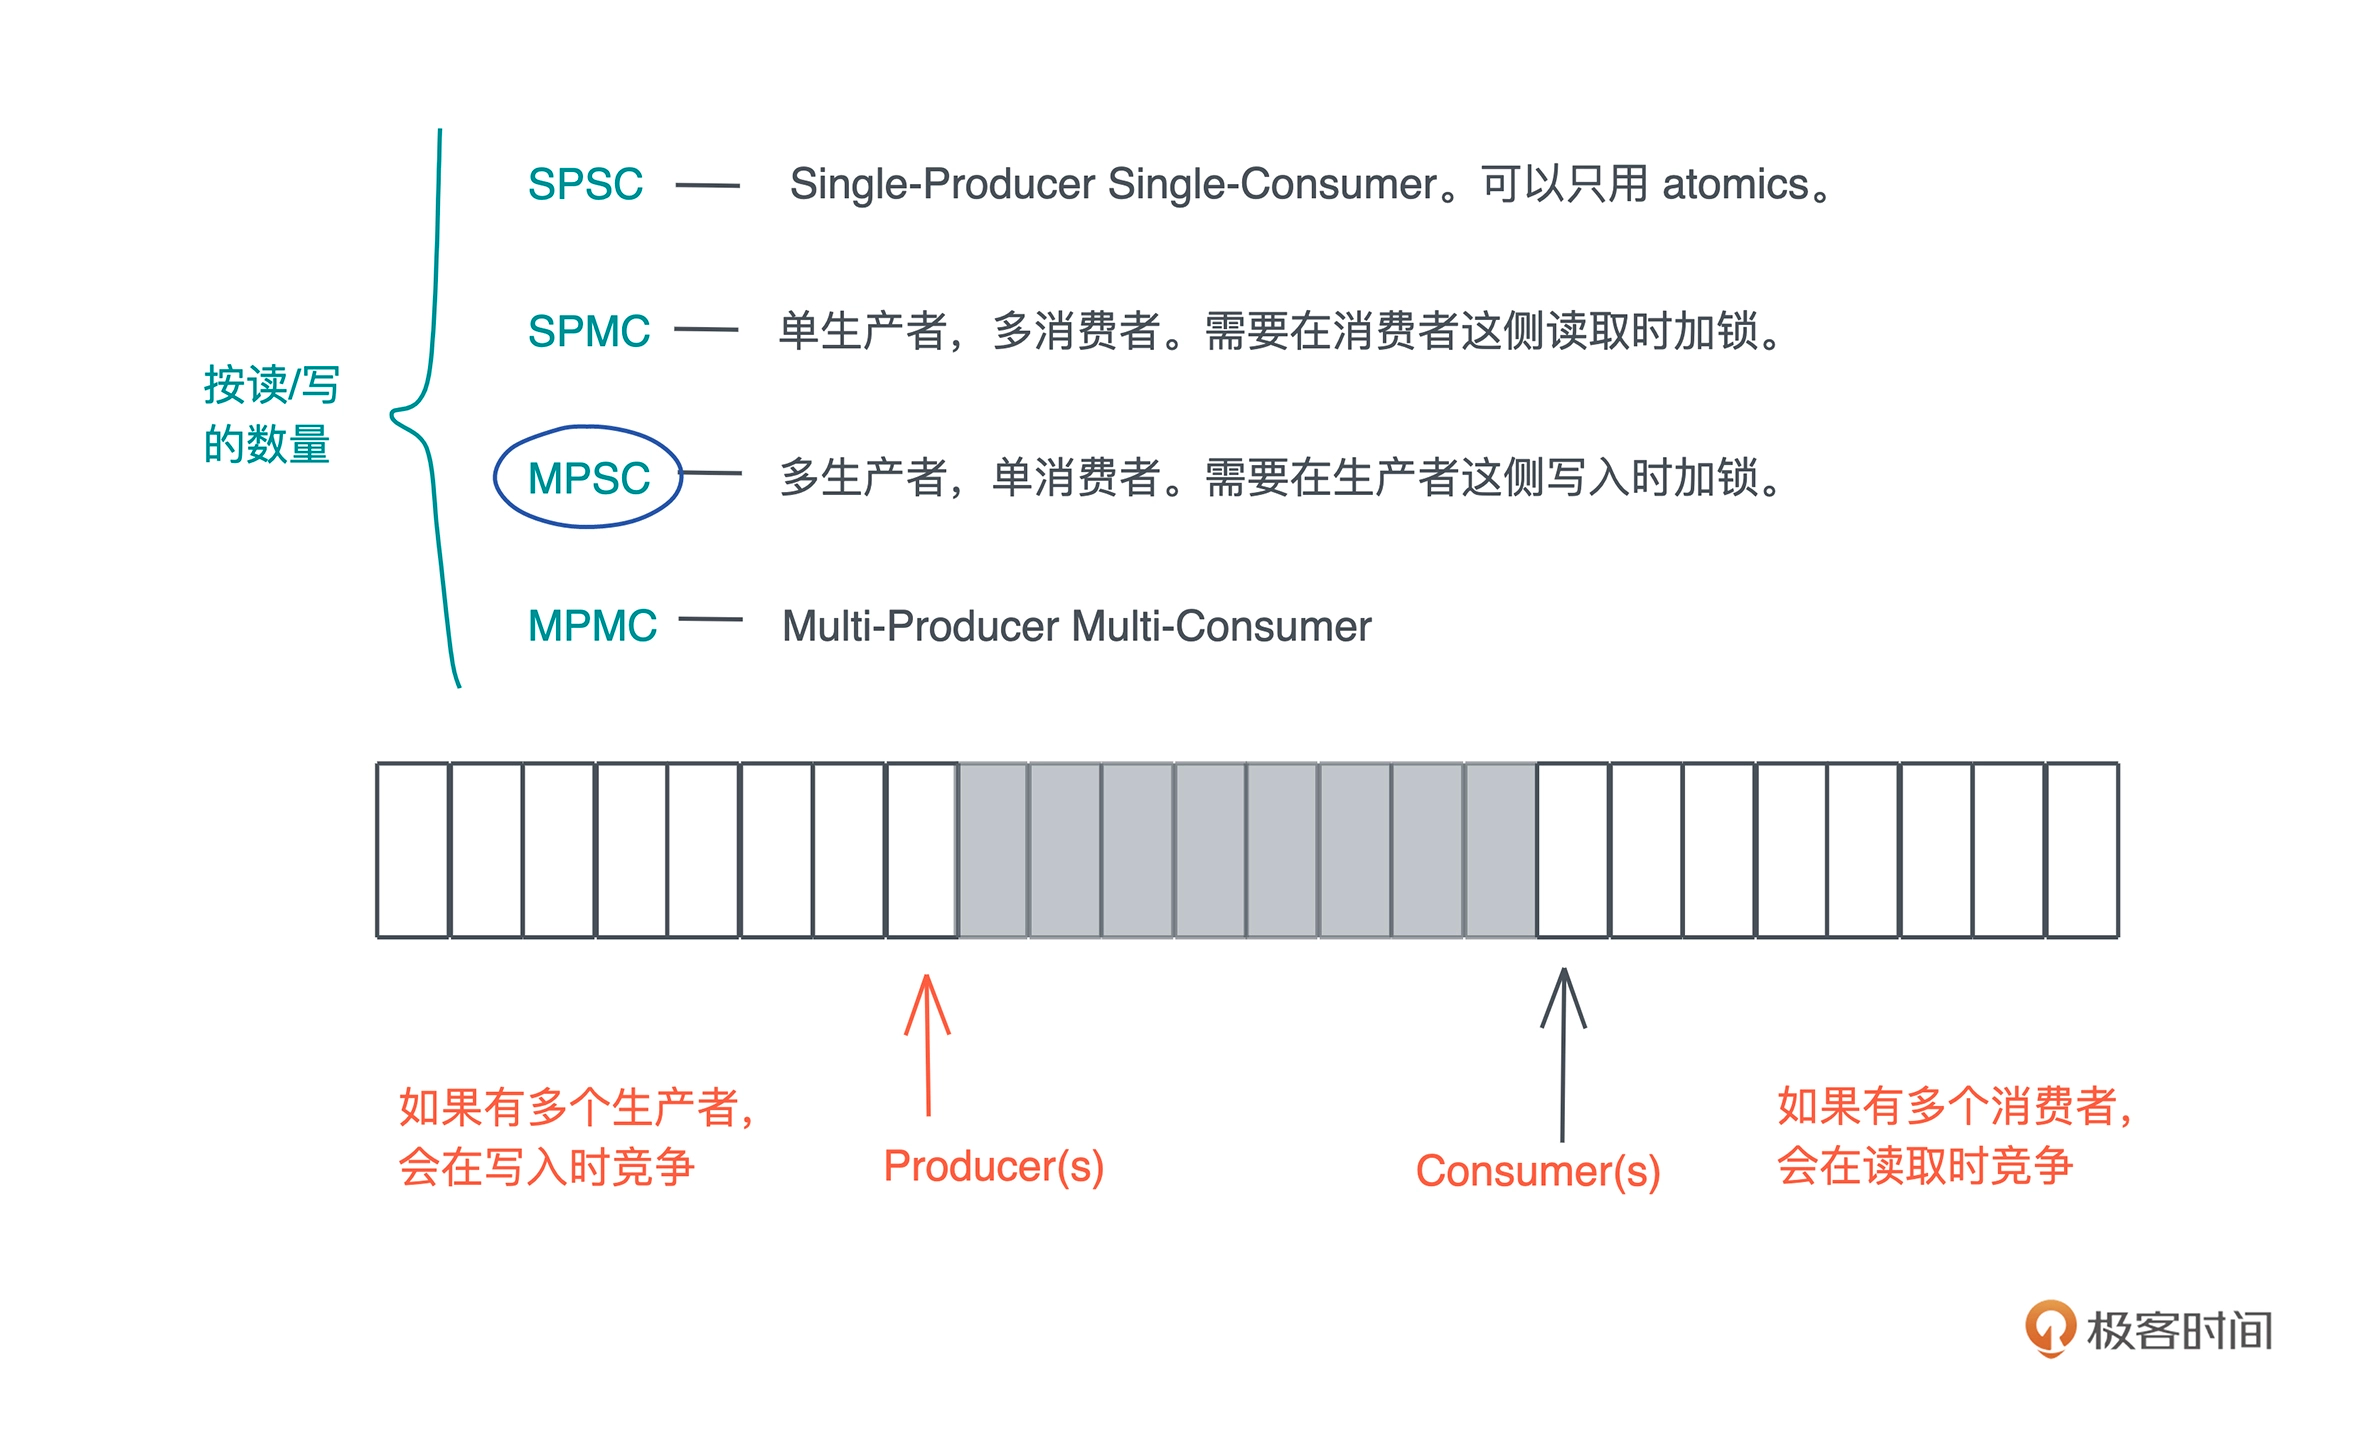 SPSC —— Single-Producer Single-Consumer。可以只用 atomics。
SPMC —— 单生产者，多消费者。需要在消费者这侧读取时加锁。
按读/写
的数量
MPSC —— 多生产者，单消费者。需要在生产者这侧写入时加锁。
MPMC —— Multi-Producer Multi-Consumer
如果有多个生产者，
会在写入时竞争
Producer(s)
Consumer(s)
如果有多个消费者，
会在读取时竞争
极客时间